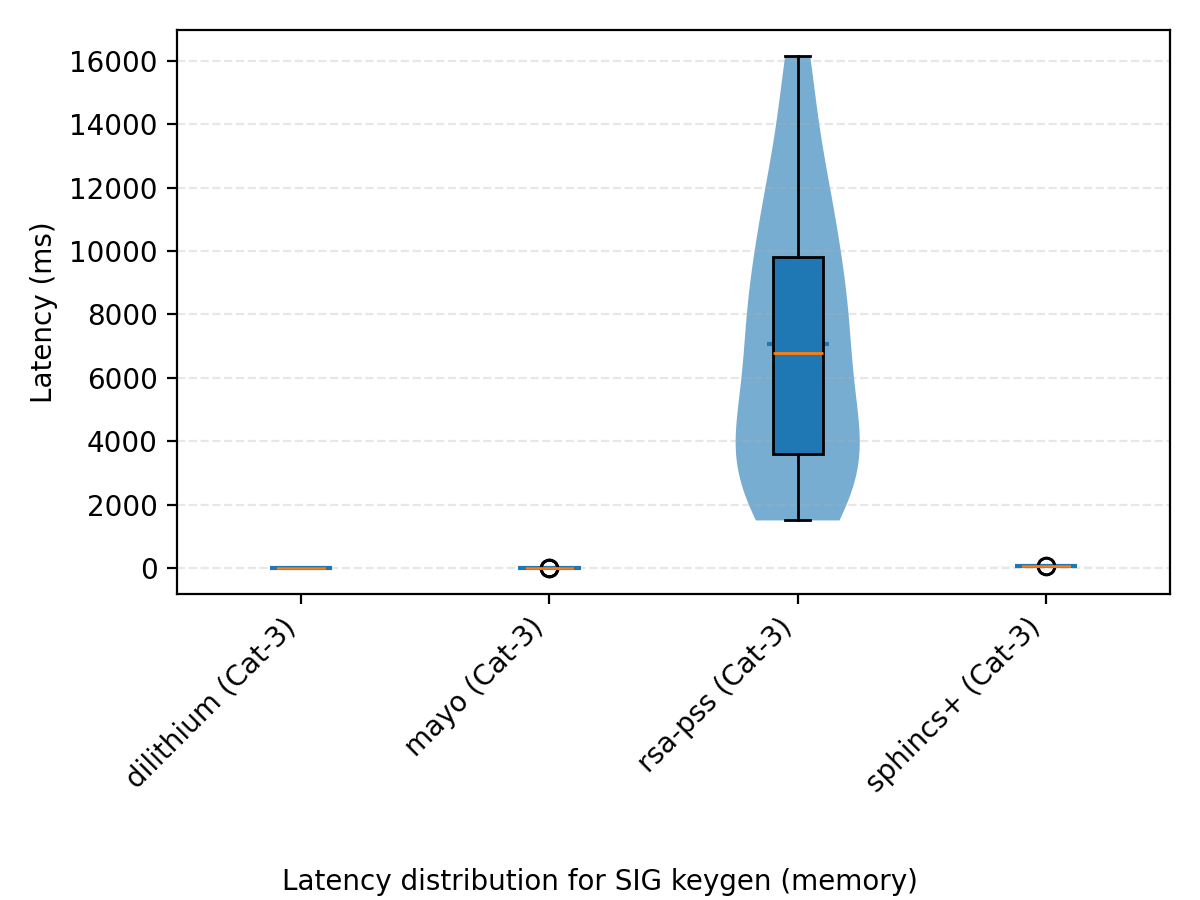 16000
14000
12000
10000
8000
6000
4000
2000
0
Latency (ms)
dilithium (Cat-3)
mayo (Cat-3)
rsa-pss (Cat-3)
sphincs+ (Cat-3)
Latency distribution for SIG keygen (memory)